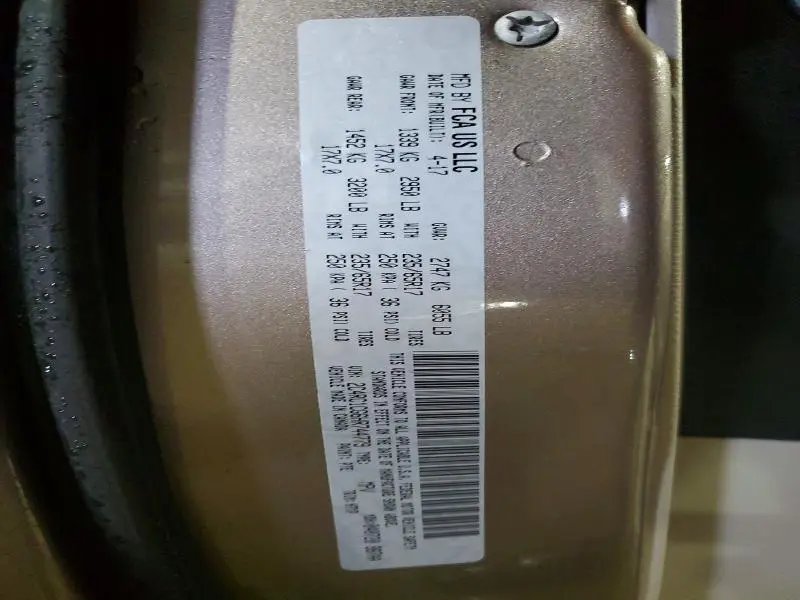 MFD BY FCA US LLC
DATE OF MFR(BUILD): 4-17 GVWR: 2747 KG 6055 LB
GAWR FRONT: 1339 KG 2950 LB WITH 235/65R17 TIRES
17X7.0 RIMS AT 250 KPA ( 36 PSI) COLD
GAWR REAR: 1452 KG 3200 LB WITH 235/65R17 TIRES
17X7.0 RIMS AT 250 KPA ( 36 PSI) COLD
THIS VEHICLE CONFORMS TO ALL APPLICABLE U.S.A. FEDERAL MOTOR VEHICLE SAFETY
STANDARDS IN EFFECT ON THE DATE OF MANUFACTURE SHOWN ABOVE.
VIN: TYPE: MPV
VEHICLE MADE IN CANADA PAINT: